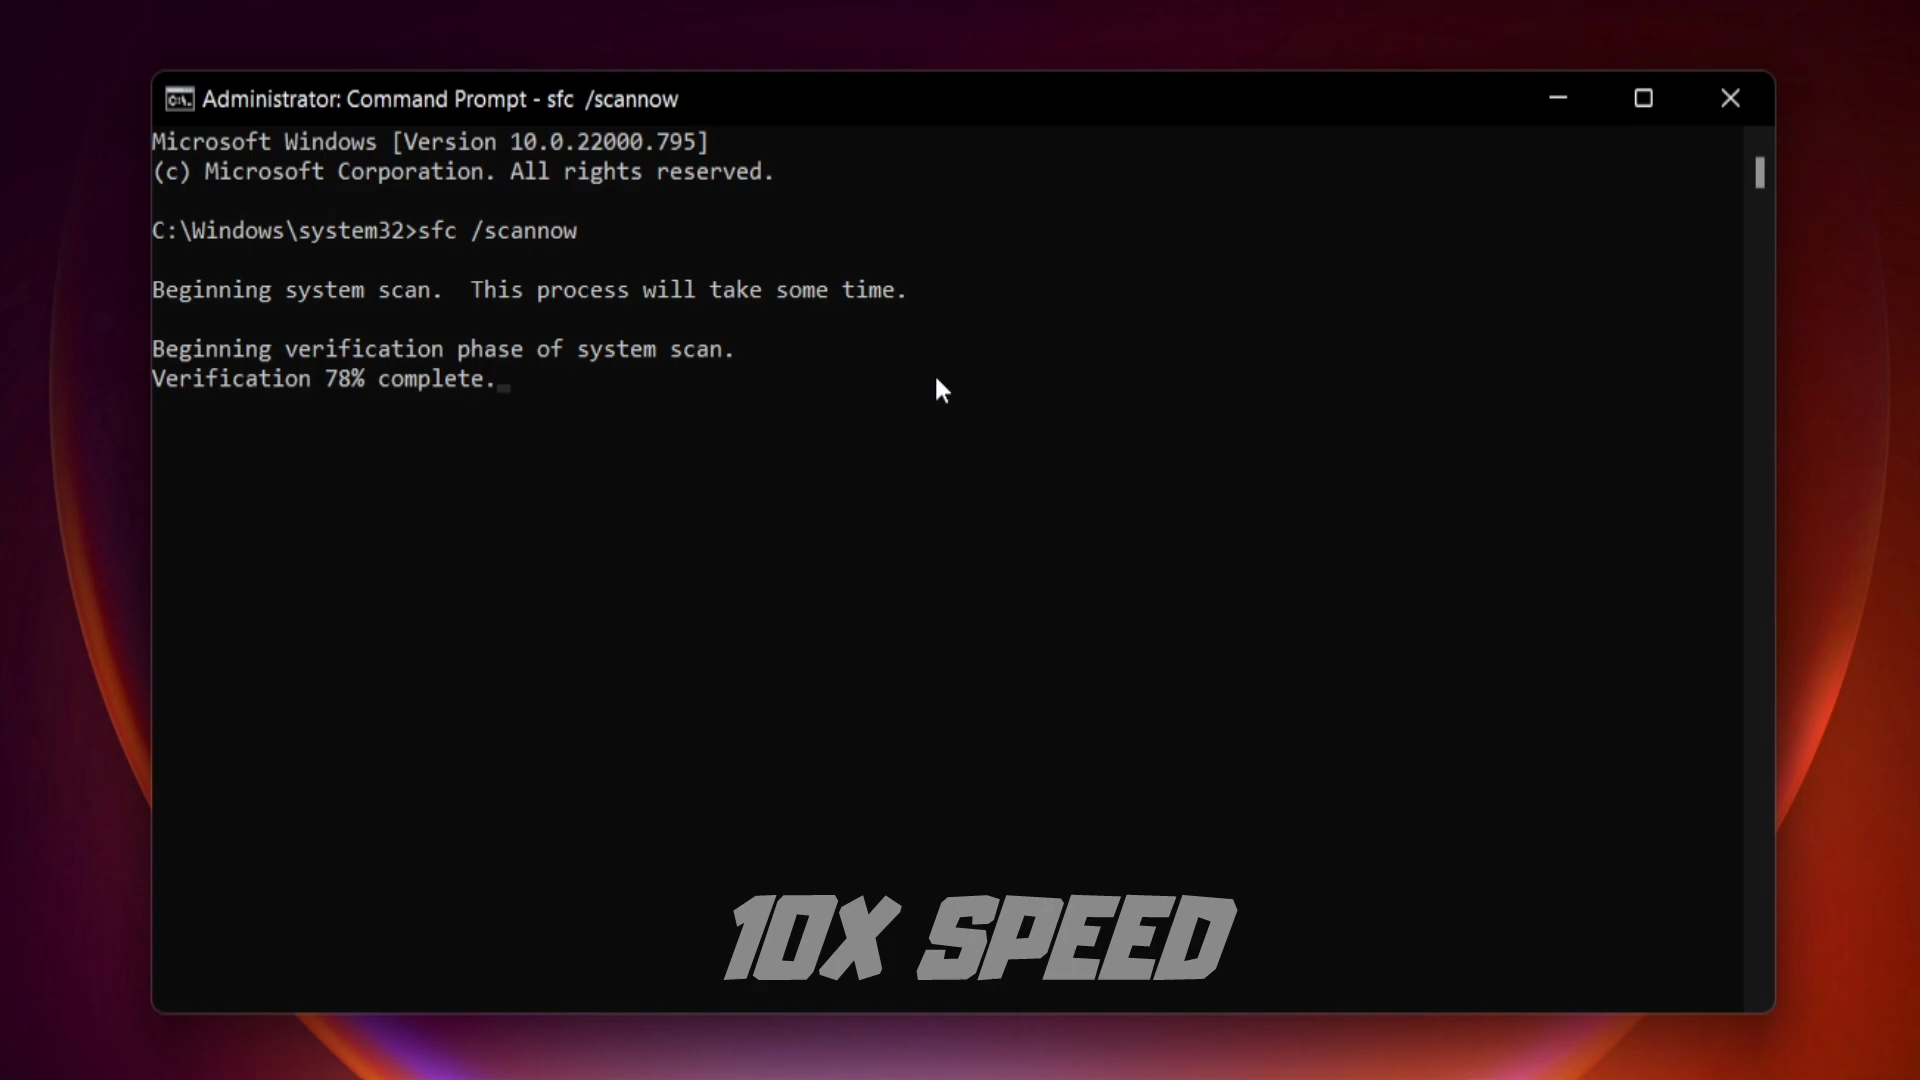 Administrator: Command Prompt - sfc  /scannow
Microsoft Windows [Version 10.0.22000.795]
(c) Microsoft Corporation. All rights reserved.
C:\Windows\system32>sfc /scannow
Beginning system scan.  This process will take some time.
Beginning verification phase of system scan.
Verification 78% complete.
10X SPEED